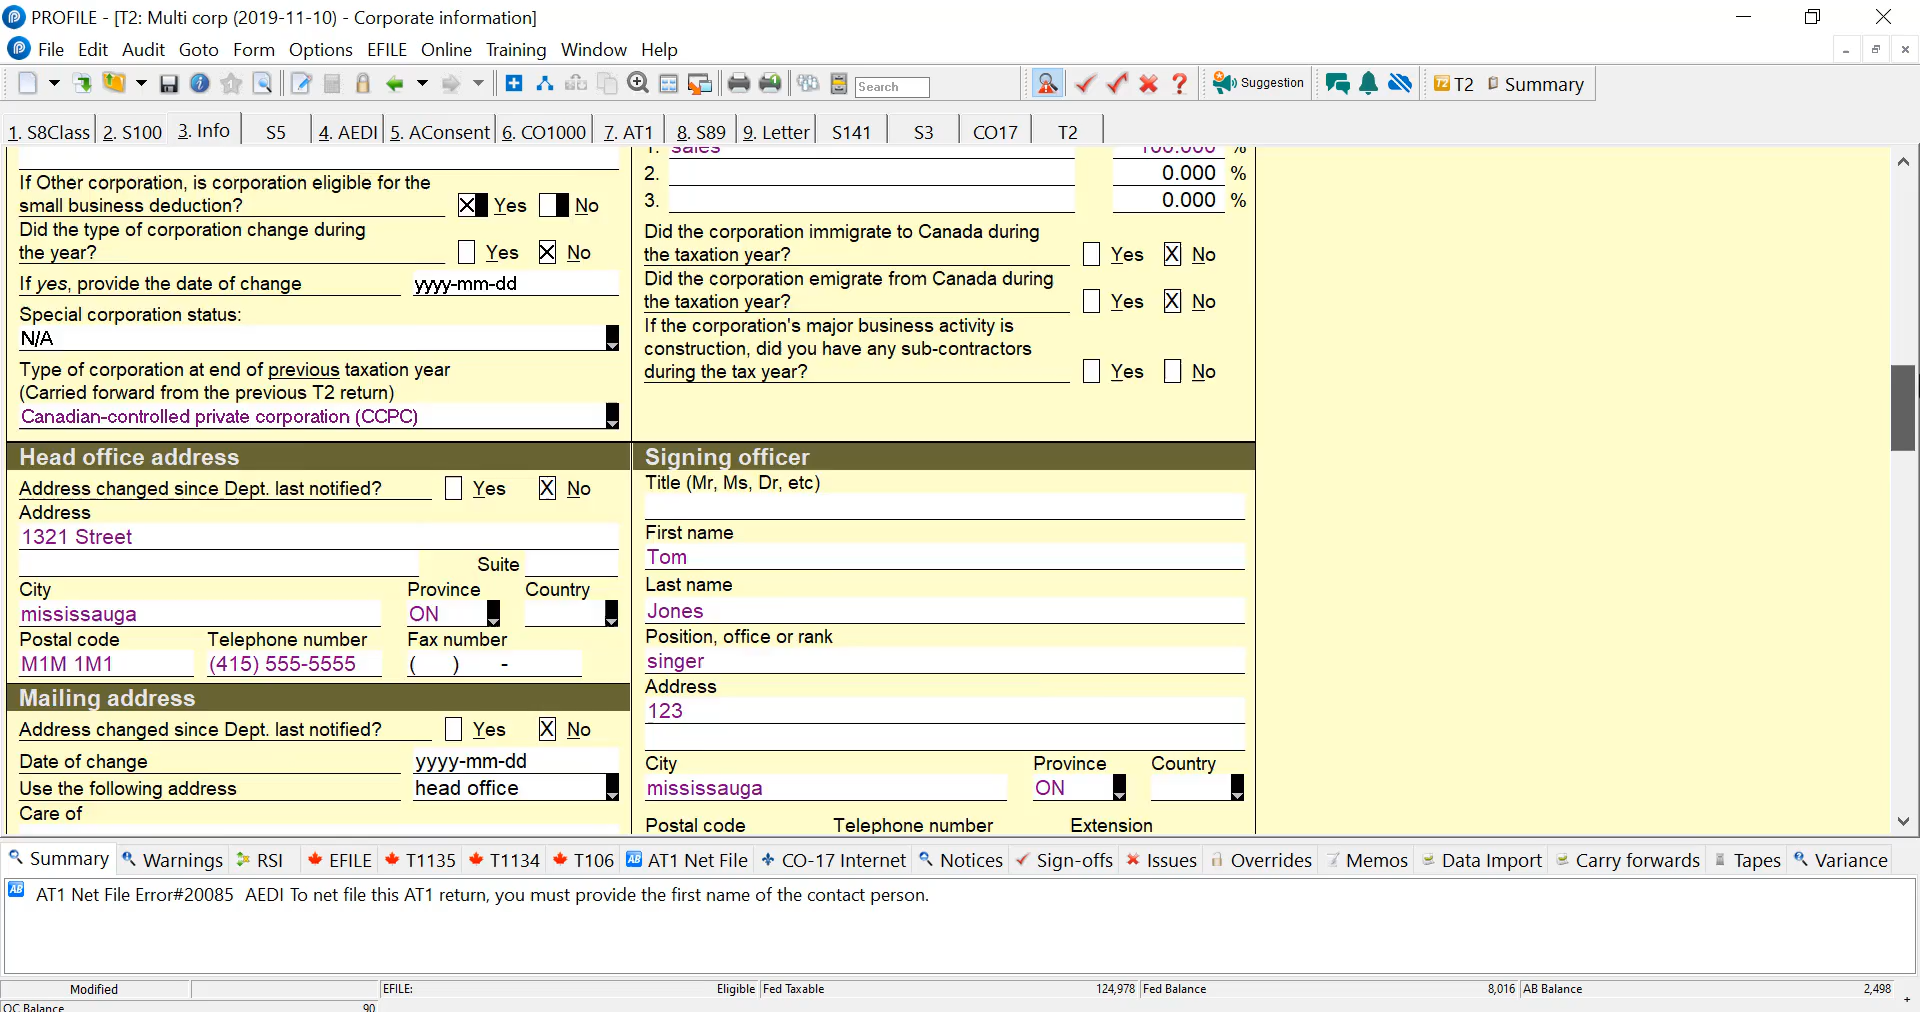 PROFILE - [T2: Multi corp (2019-11-10) - Corporate information]
File Edit Audit Goto Form Options EFILE Online Training Window Help
Search
Suggestion
T2 Summary
1. S8Class 2. S100 3. Info S5 4. AEDI 5. AConsent 6. CO1000 7. AT1 8. S89 9. Letter S141 S3 CO17 T2
If Other corporation, is corporation eligible for the
small business deduction? Yes No
Did the type of corporation change during
the year? Yes No
If yes, provide the date of change yyyy-mm-dd
Special corporation status:
N/A
Type of corporation at end of previous taxation year
(Carried forward from the previous T2 return)
Canadian-controlled private corporation (CCPC)
1. sales 100.000 %
2. 0.000 %
3. 0.000 %
Did the corporation immigrate to Canada during
the taxation year? Yes X No
Did the corporation emigrate from Canada during
the taxation year? Yes X No
If the corporation's major business activity is
construction, did you have any sub-contractors
during the tax year? Yes No
Head office address
Address changed since Dept. last notified? Yes X No
Address
1321 Street
Suite
City Province Country
mississauga ON
Postal code Telephone number Fax number
M1M 1M1 (415) 555-5555 ( ) -
Mailing address
Address changed since Dept. last notified? Yes X No
Date of change yyyy-mm-dd
Use the following address head office
Care of
Signing officer
Title (Mr, Ms, Dr, etc)
First name
Tom
Last name
Jones
Position, office or rank
singer
Address
123
City Province Country
mississauga ON
Postal code Telephone number Extension
Summary Warnings RSI EFILE T1135 T1134 T106 AT1 Net File CO-17 Internet Notices Sign-offs Issues Overrides Memos Data Import Carry forwards Tapes Variance
AT1 Net File Error#20085 AEDI To net file this AT1 return, you must provide the first name of the contact person.
Modified EFILE: Eligible Fed Taxable 124,978 Fed Balance 8,016 AB Balance 2,498
QC Balance 90